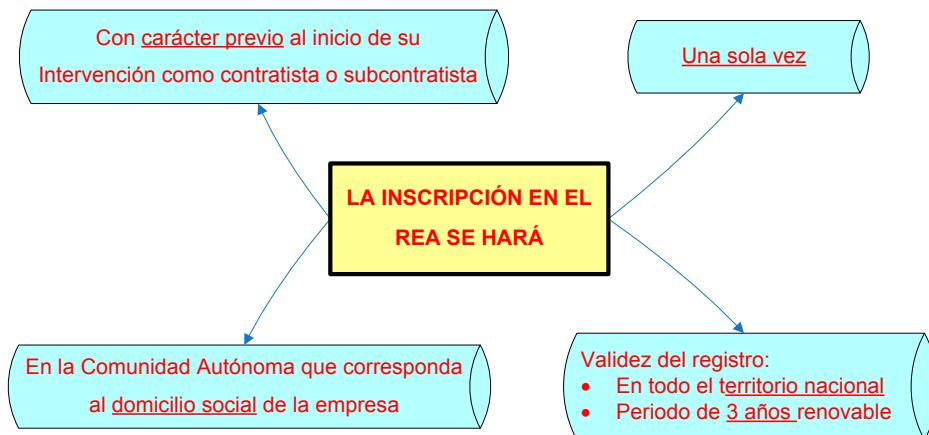 Con carácter previo al inicio de su
Intervención como contratista o subcontratista
Una sola vez
LA INSCRIPCIÓN EN EL
REA SE HARÁ
En la Comunidad Autónoma que corresponda
al domicilio social de la empresa
Validez del registro:
• En todo el territorio nacional
• Periodo de 3 años renovable